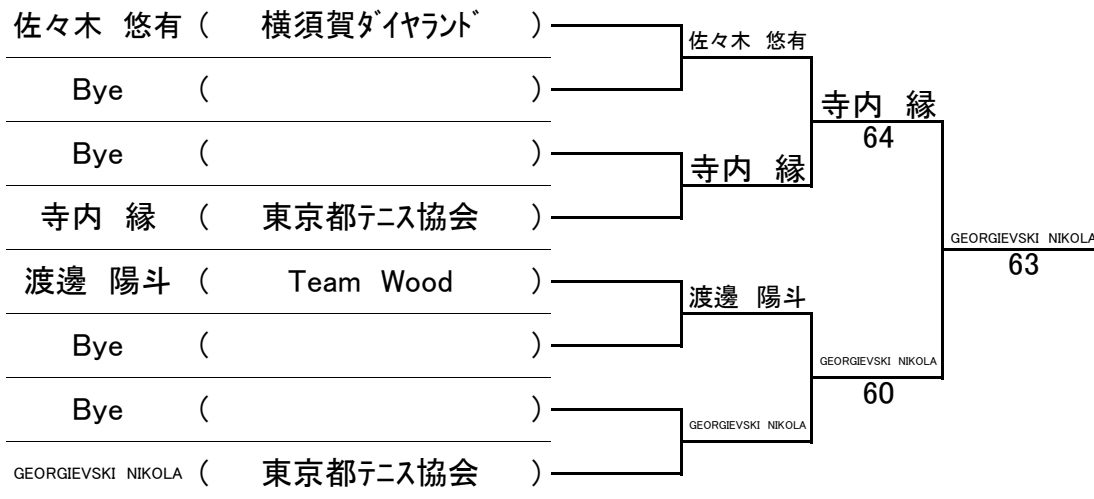 佐々木 悠有 ( 横須賀ダイヤランド )
Bye ( )
Bye ( )
寺内 縁 ( 東京都テニス協会 )
渡邊 陽斗 ( Team Wood )
Bye ( )
Bye ( )
GEORGIEVSKI NIKOLA ( 東京都テニス協会 )
佐々木 悠有
寺内 縁
渡邊 陽斗
GEORGIEVSKI NIKOLA
寺内 縁
64
GEORGIEVSKI NIKOLA
60
GEORGIEVSKI NIKOLA
63